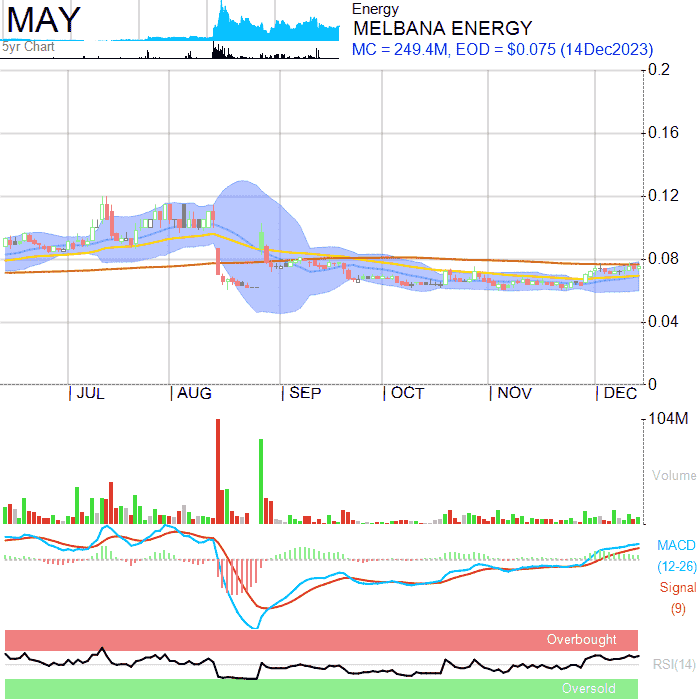 MAY
5yr Chart
Energy
MELBANA ENERGY
MC = 249.4M, EOD = $0.075 (14Dec2023)
0.2
0.16
0.12
0.08
0.04
0
JUL AUG SEP OCT NOV DEC
104M
Volume
MACD
(12-26)
Signal
(9)
Overbought
RSI(14)
Oversold